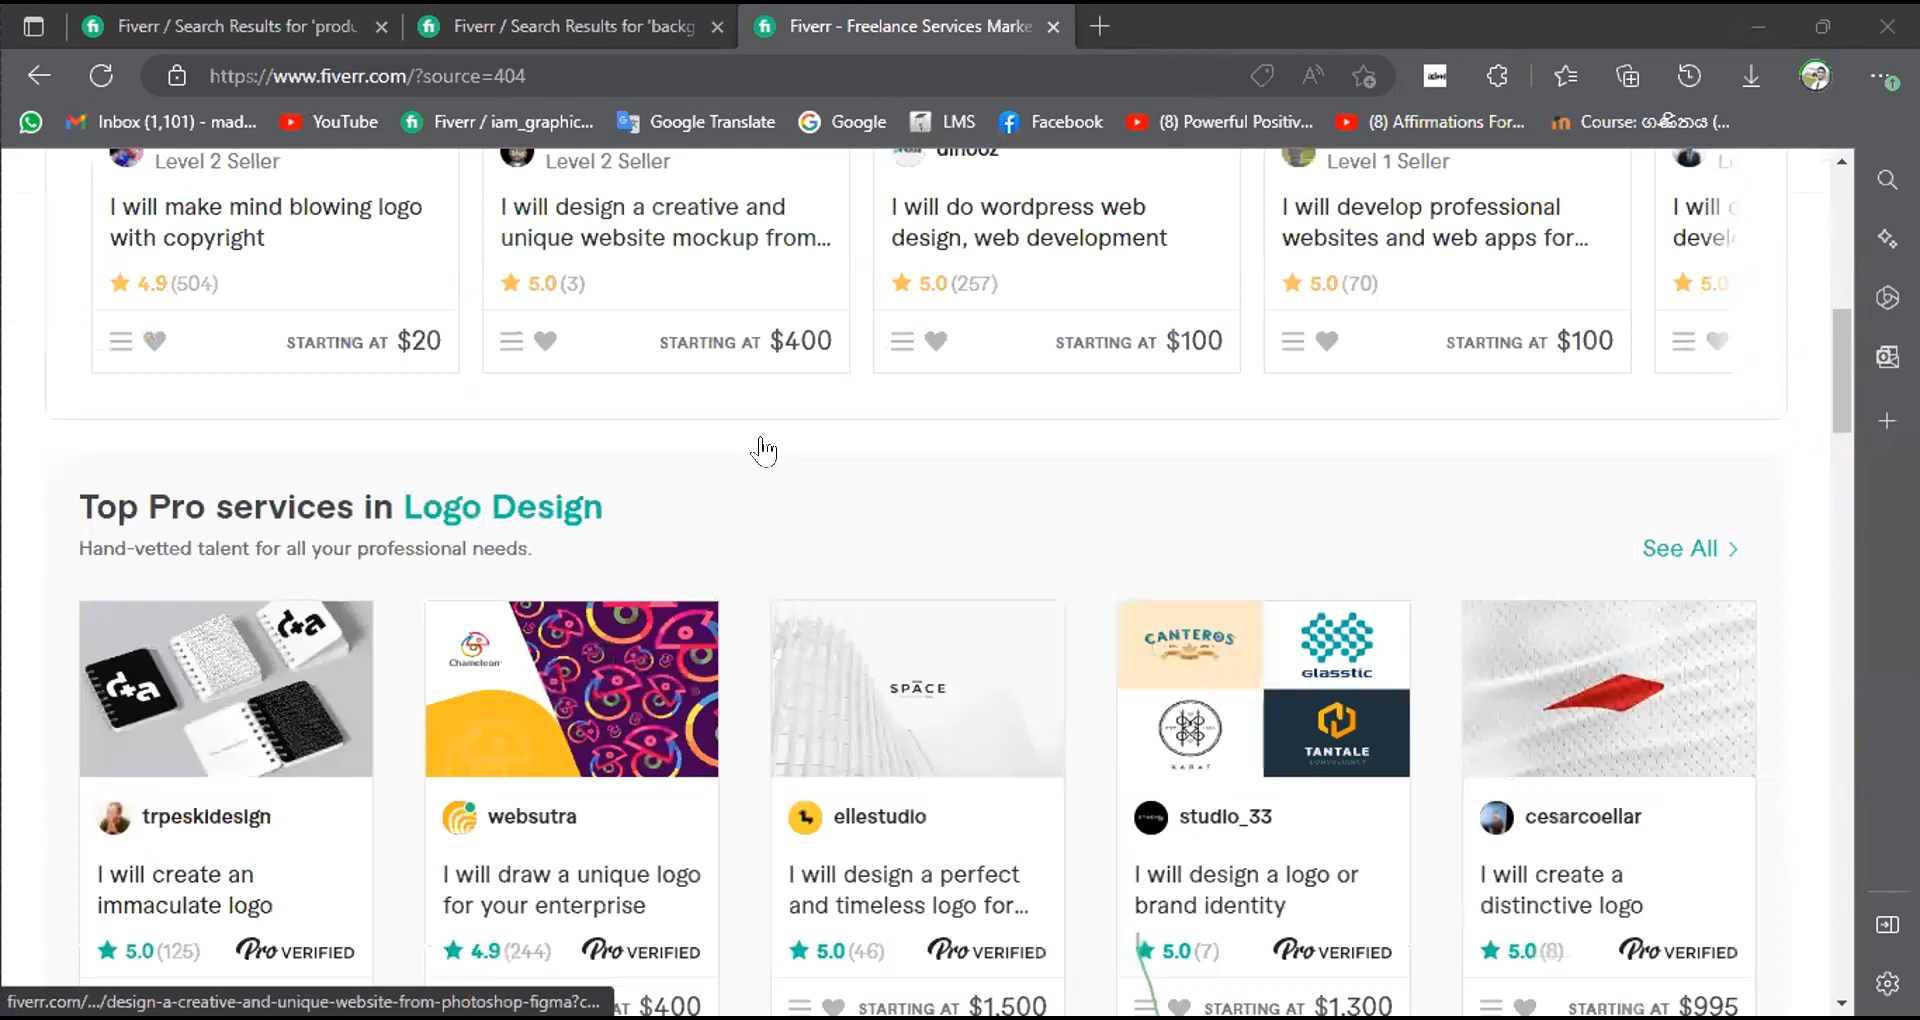 Fiverr / Search Results for 'produ
Fiverr / Search Results for 'backg
Fiverr - Freelance Services Marke
https://www.fiverr.com/?source=404
Inbox (1,101) - mad...
YouTube
Fiverr / iam_graphic...
Google Translate
Google
LMS
Facebook
(8) Powerful Positiv...
(8) Affirmations For...
Course: ගණිතය (...
Level 2 Seller
Level 2 Seller
Level 1 Seller
I will make mind blowing logo
with copyright
4.9 (504)
STARTING AT $20
I will design a creative and
unique website mockup from...
5.0 (3)
STARTING AT $400
I will do wordpress web
design, web development
5.0 (257)
STARTING AT $100
I will develop professional
websites and web apps for...
5.0 (70)
STARTING AT $100
I will
5.0
Top Pro services in Logo Design
Hand-vetted talent for all your professional needs.
See All >
d+a
d+a
Chameleon
SPACE
CANTEROS
GLASSTIC
KARAT
TANTALE
CONSULTANCY
trpeskidesign
I will create an
immaculate logo
5.0 (125)
Pro VERIFIED
websutra
I will draw a unique logo
for your enterprise
4.9 (244)
Pro VERIFIED
AT $400
ellestudio
I will design a perfect
and timeless logo for...
5.0 (46)
Pro VERIFIED
STARTING AT $1,500
studio_33
I will design a logo or
brand identity
5.0 (7)
Pro VERIFIED
STARTING AT $1,300
cesarcoellar
I will create a
distinctive logo
5.0 (8)
Pro VERIFIED
STARTING AT $995
fiverr.com/.../design-a-creative-and-unique-website-from-photoshop-figma?c...